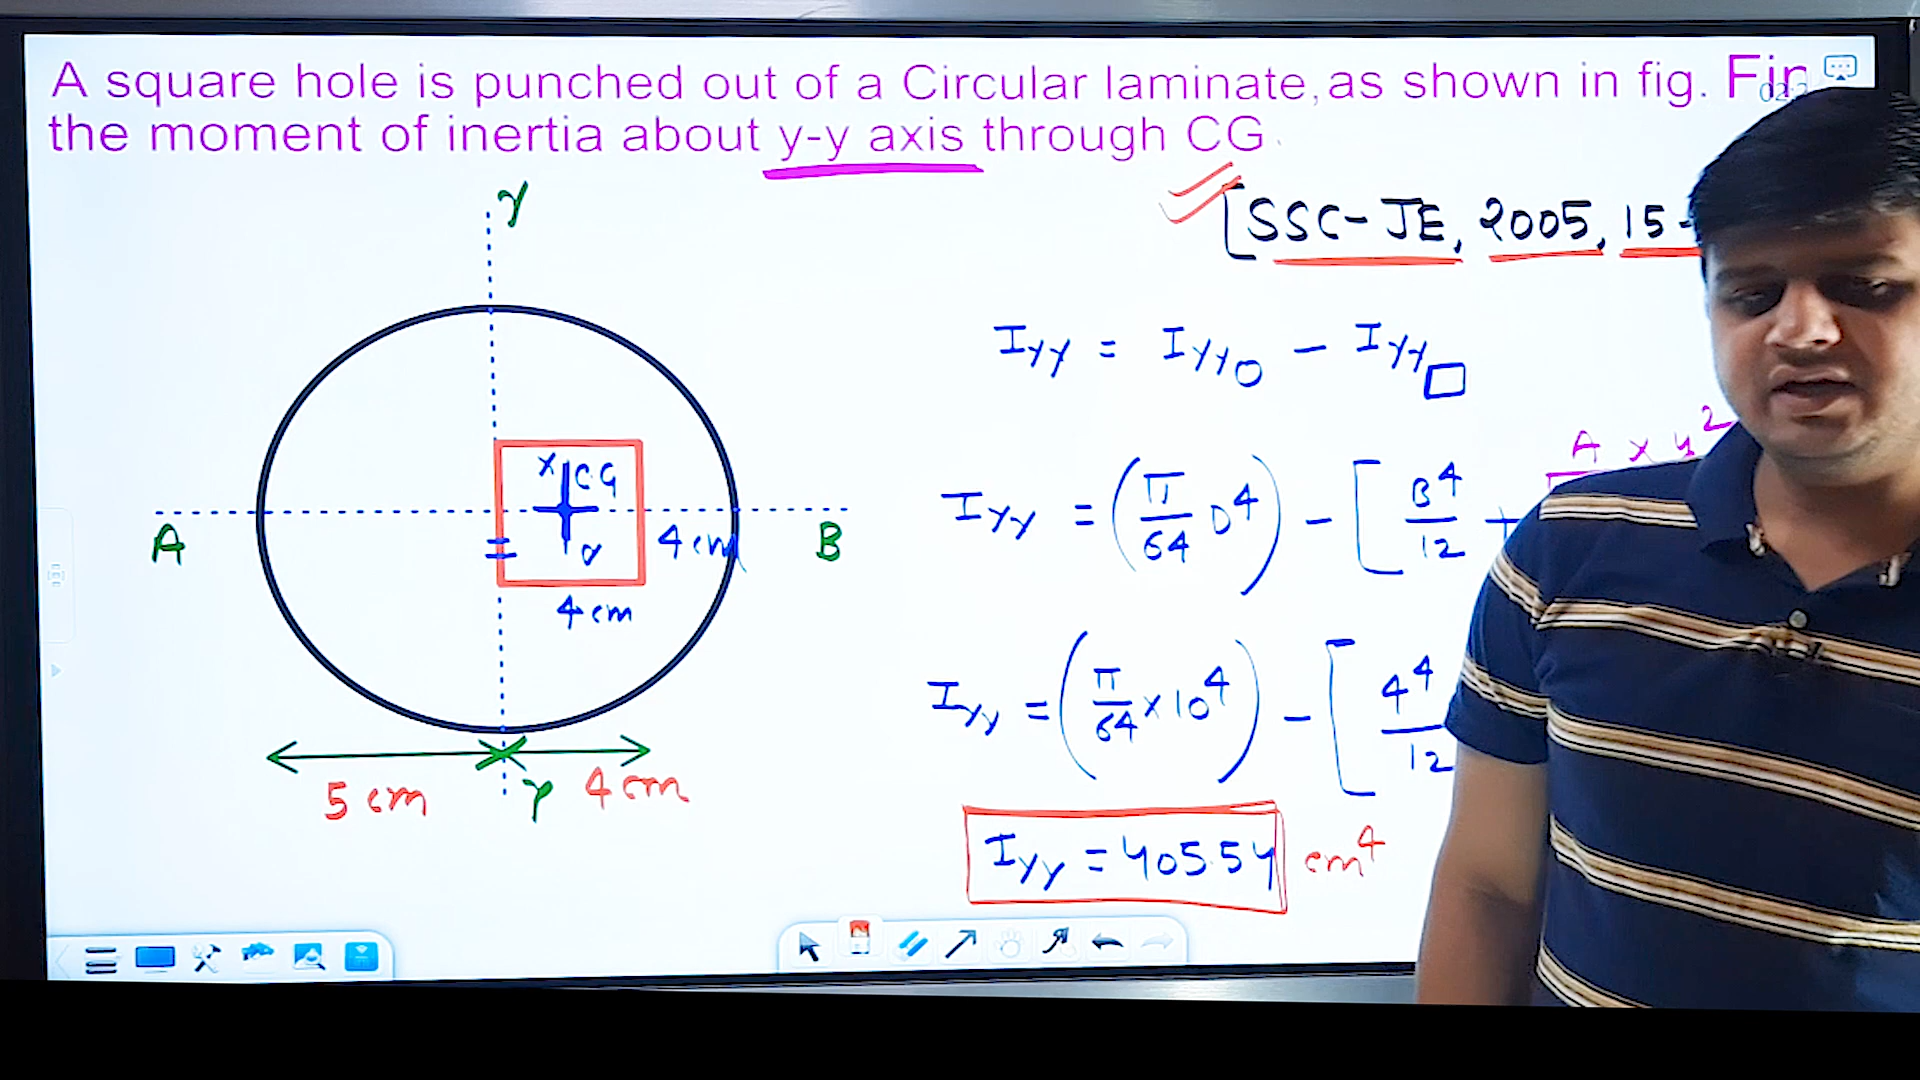 A square hole is punched out of a Circular laminate, as shown in fig.
the moment of inertia about y-y axis through CG.
[SSC-JE, 2005, 15-
Y
Iyy = Iyy○ - Iyy□
A x y²
x CG
A
4 cm
B
4 cm
Iyy = (π/64 D⁴) - [B⁴/12 +
Iyy = (π/64 x 10⁴) - [4⁴/12
5 cm
Y
4 cm
Iyy = 405.54 cm⁴